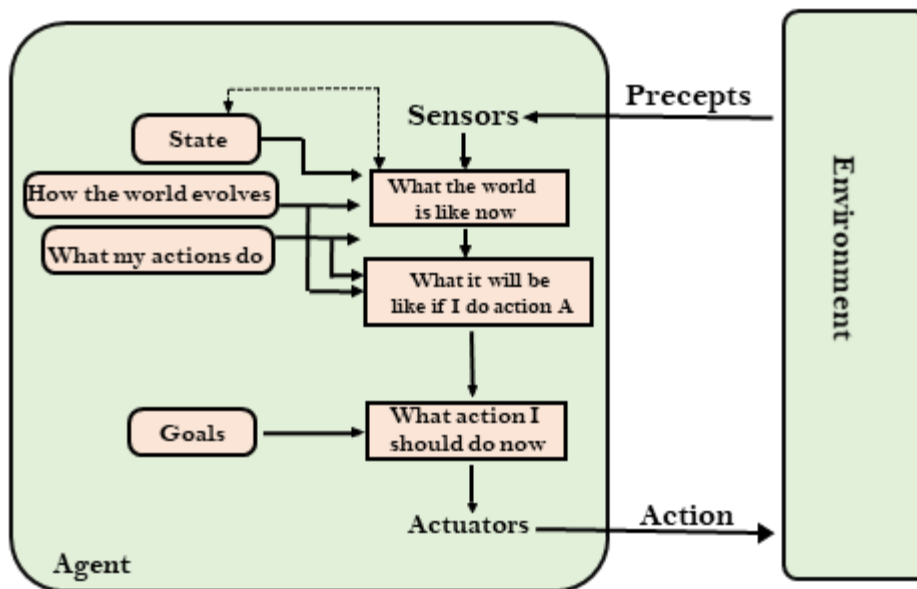 Precepts
Sensors
State
What the world
is like now
How the world evolves
What my actions do
What it will be
like if I do action A
Environment
Goals
What action I
should do now
Actuators
Action
Agent